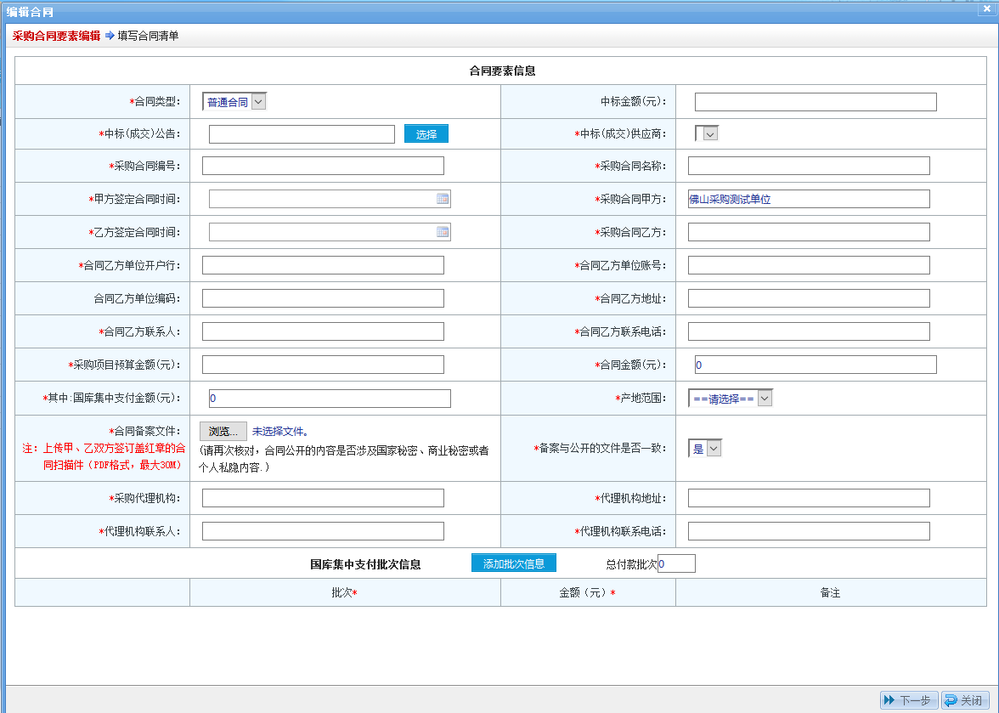 编辑合同
采购合同要素编辑 填写合同清单
合同要素信息
*合同类型: 普通合同 中标金额(元):
*中标(成交)公告: 选择 *中标(成交)供应商:
*采购合同编号: *采购合同名称:
*甲方签定合同时间: *采购合同甲方: 佛山采购测试单位
*乙方签定合同时间: *采购合同乙方:
*合同乙方单位开户行: *合同乙方单位账号:
合同乙方单位编码: *合同乙方地址:
*合同乙方联系人: *合同乙方联系电话:
*采购项目预算金额(元): *合同金额(元): 0
*其中:国库集中支付金额(元): 0 *产地范围: ==请选择==
*合同备案文件:
注: 上传甲、乙双方签订盖红章的合
同扫描件（PDF格式，最大30M）
浏览... 未选择文件。
(请再次核对，合同公开的内容是否涉及国家秘密、商业秘密或者
个人私隐内容.)
*备案与公开的文件是否一致: 是
*采购代理机构: *代理机构地址:
*代理机构联系人: *代理机构联系电话:
国库集中支付批次信息 添加批次信息 总付款批次 0
批次* 金额（元）* 备注
下一步 关闭